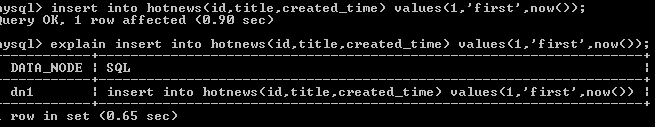 mysql> insert into hotnews(id,title,created_time) values(1,'first',now());
Query OK, 1 row affected (0.90 sec)
mysql> explain insert into hotnews(id,title,created_time) values(1,'first',now());
DATA_NODE | SQL |
dn1 | insert into hotnews(id,title,created_time) values(1,'first',now()) |
1 row in set (0.65 sec)